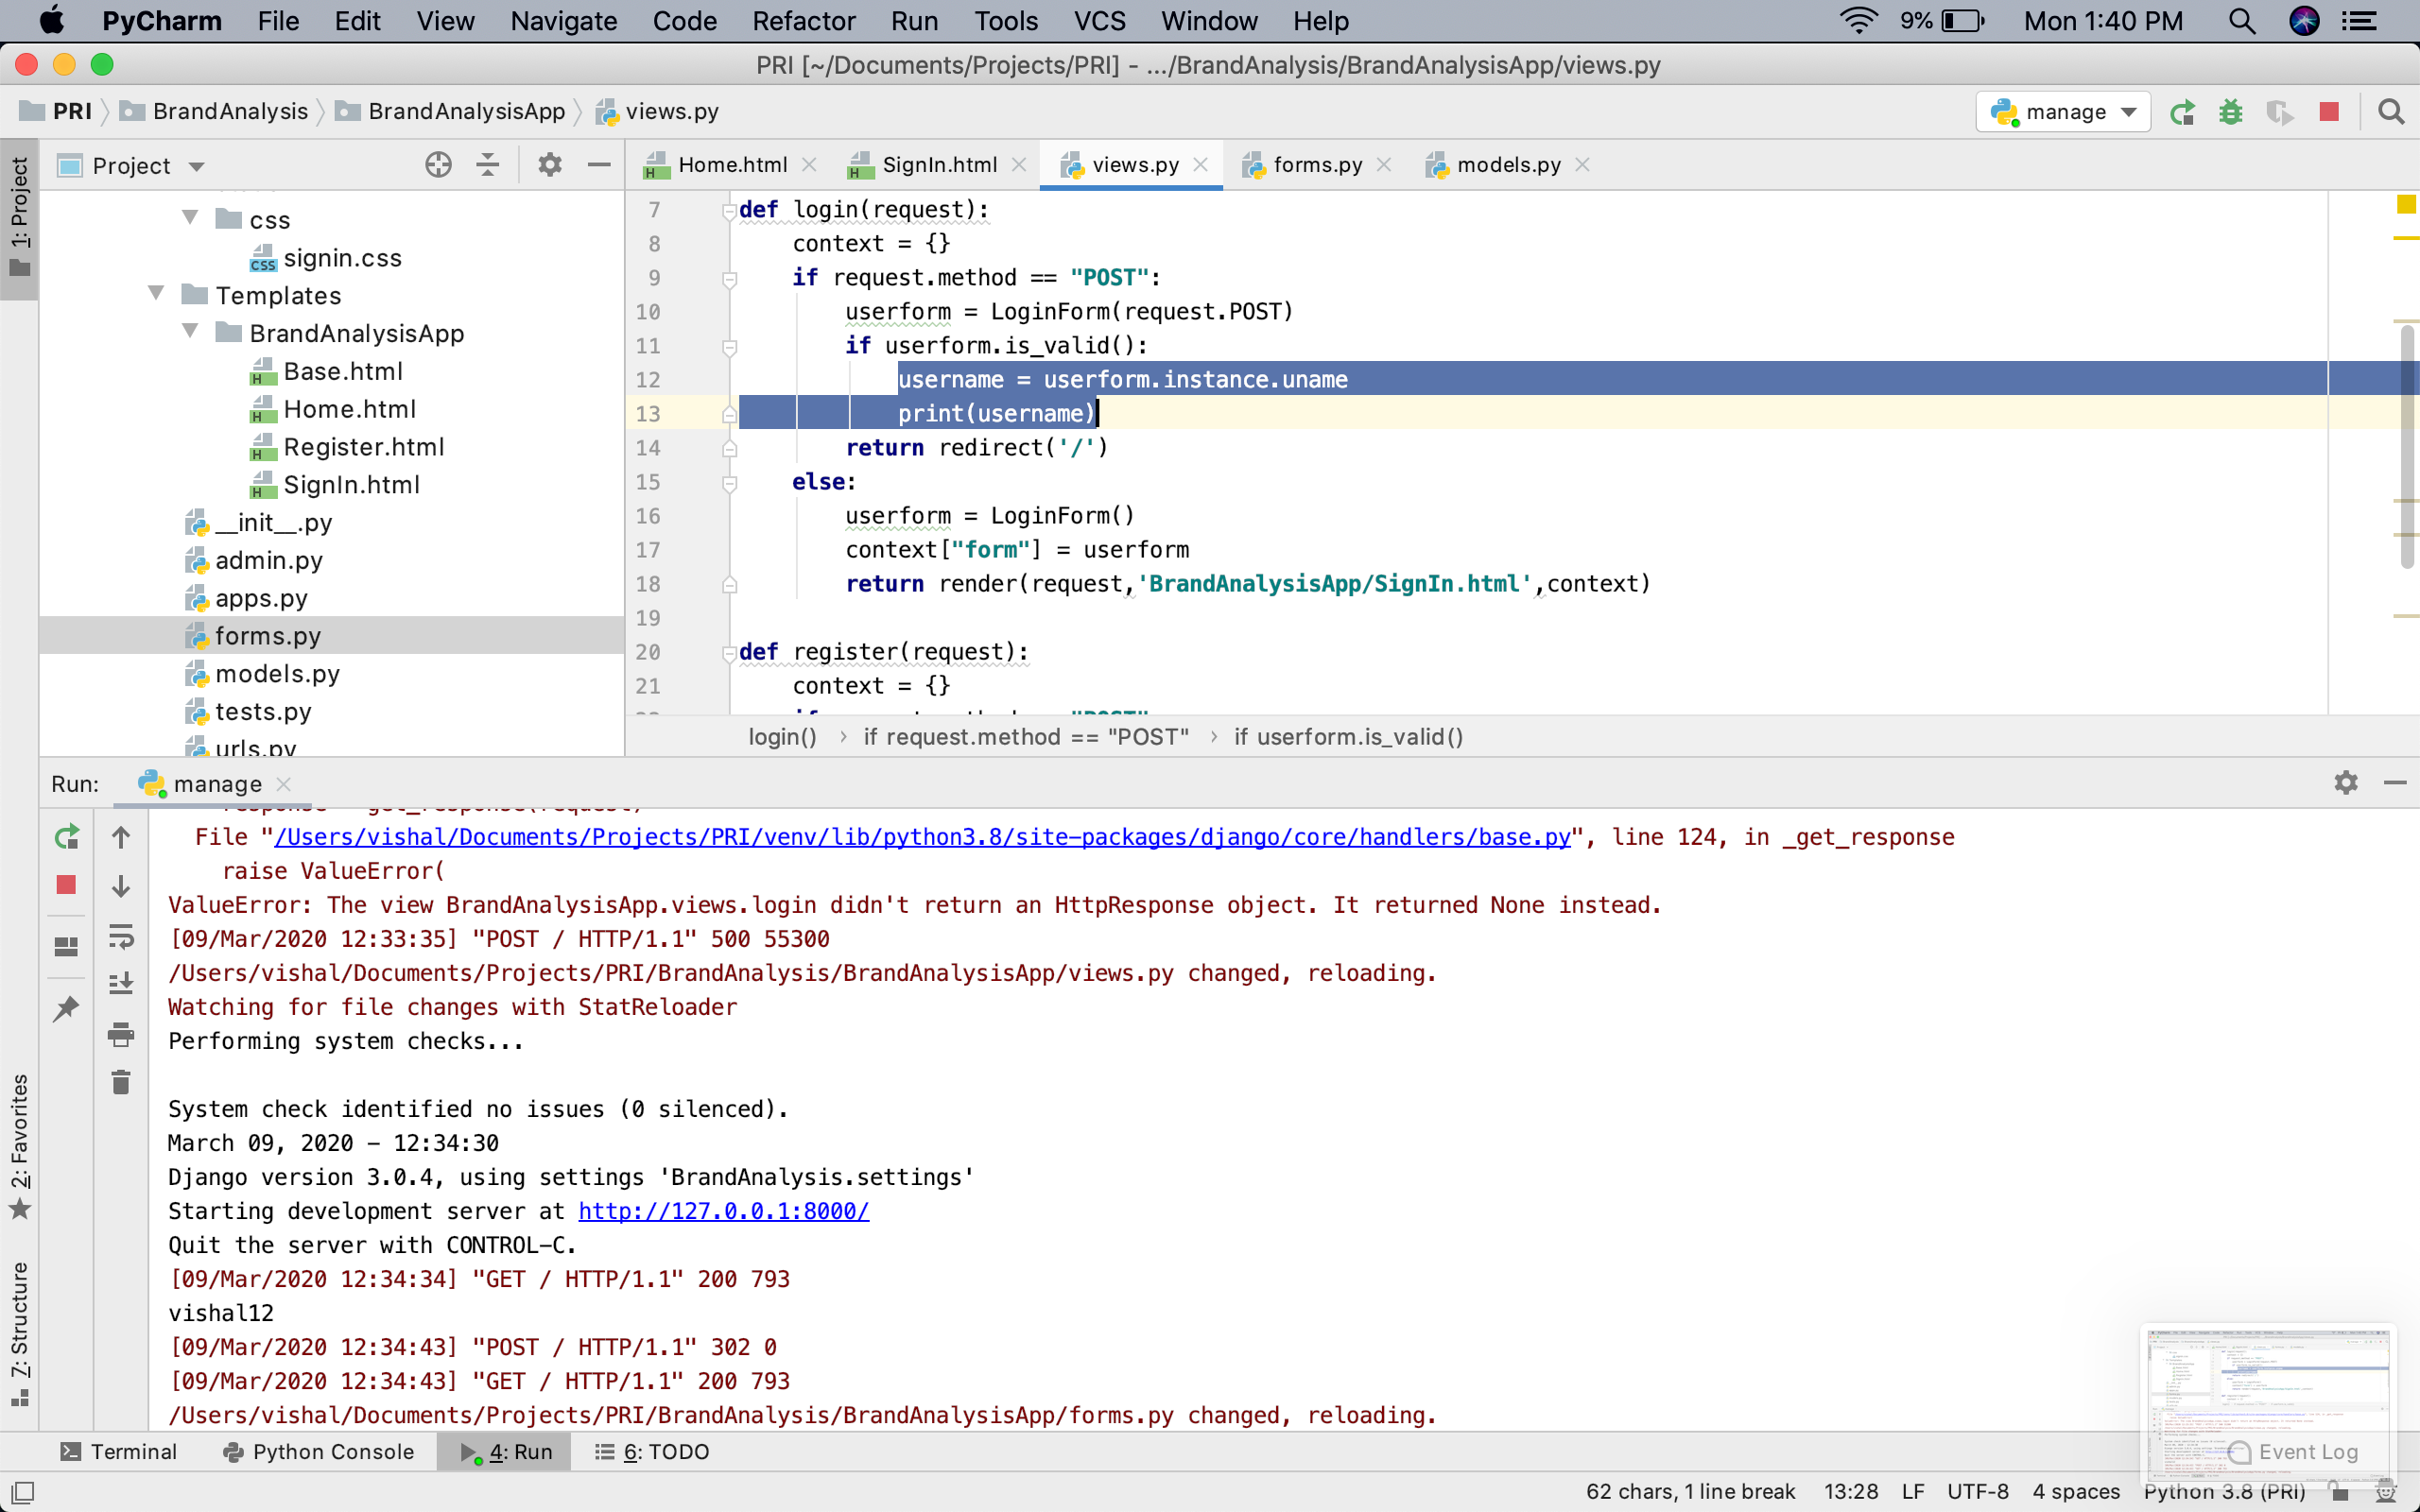 PyCharm File Edit View Navigate Code Refactor Run Tools VCS Window Help 9% Mon 1:40 PM
PRI [~/Documents/Projects/PRI] - .../BrandAnalysis/BrandAnalysisApp/views.py
PRI BrandAnalysis BrandAnalysisApp views.py manage
1: Project
Project
Home.html SignIn.html views.py forms.py models.py
css
signin.css
Templates
BrandAnalysisApp
Base.html
Home.html
Register.html
SignIn.html
__init__.py
admin.py
apps.py
forms.py
models.py
tests.py
urls.py
7 def login(request):
8 context = {}
9 if request.method == "POST":
10 userform = LoginForm(request.POST)
11 if userform.is_valid():
12 username = userform.instance.uname
13 print(username)
14 return redirect('/')
15 else:
16 userform = LoginForm()
17 context["form"] = userform
18 return render(request,'BrandAnalysisApp/SignIn.html',context)
19
20 def register(request):
21 context = {}
login() › if request.method == "POST" › if userform.is_valid()
Run: manage
response = get_response(request)
File "/Users/vishal/Documents/Projects/PRI/venv/lib/python3.8/site-packages/django/core/handlers/base.py", line 124, in _get_response
raise ValueError(
ValueError: The view BrandAnalysisApp.views.login didn't return an HttpResponse object. It returned None instead.
[09/Mar/2020 12:33:35] "POST / HTTP/1.1" 500 55300
/Users/vishal/Documents/Projects/PRI/BrandAnalysis/BrandAnalysisApp/views.py changed, reloading.
Watching for file changes with StatReloader
Performing system checks...
System check identified no issues (0 silenced).
March 09, 2020 - 12:34:30
Django version 3.0.4, using settings 'BrandAnalysis.settings'
Starting development server at http://127.0.0.1:8000/
Quit the server with CONTROL-C.
[09/Mar/2020 12:34:34] "GET / HTTP/1.1" 200 793
vishal12
[09/Mar/2020 12:34:43] "POST / HTTP/1.1" 302 0
[09/Mar/2020 12:34:43] "GET / HTTP/1.1" 200 793
/Users/vishal/Documents/Projects/PRI/BrandAnalysis/BrandAnalysisApp/forms.py changed, reloading.
2: Favorites
7: Structure
Terminal Python Console 4: Run 6: TODO Event Log
62 chars, 1 line break 13:28 LF UTF-8 4 spaces Python 3.8 (PRI)